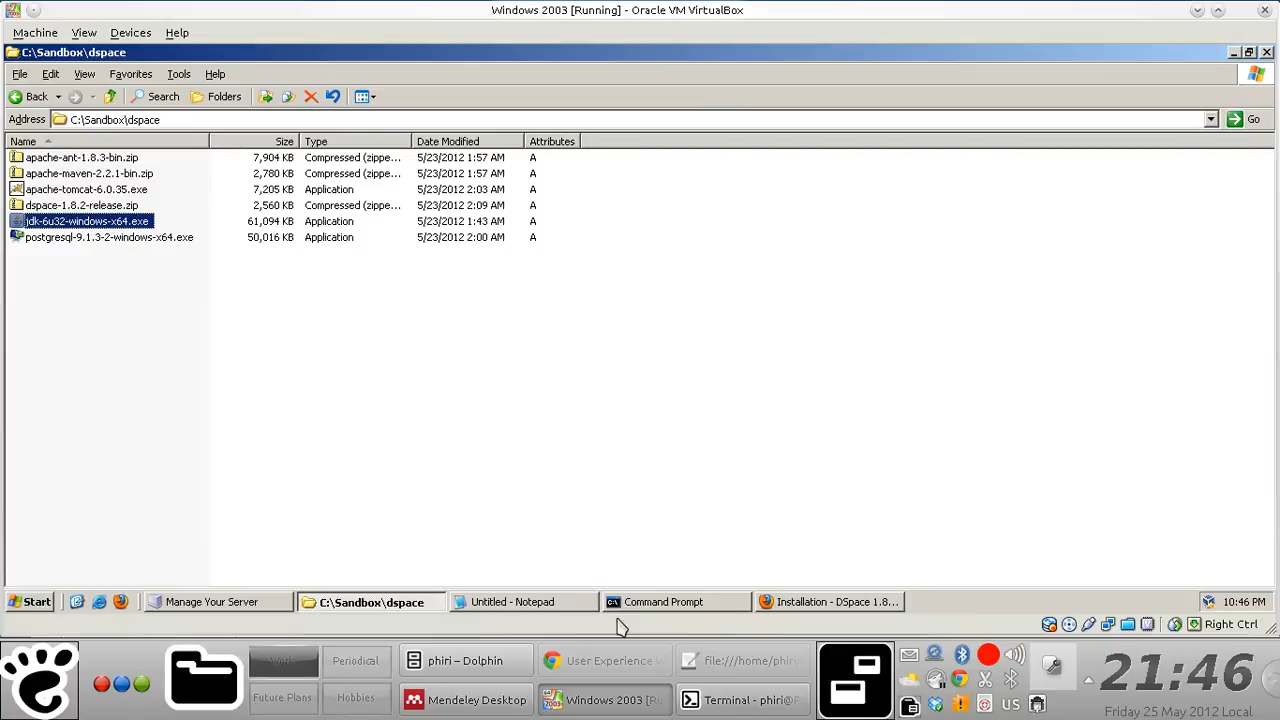 Windows 2003 [Running] - Oracle VM VirtualBox
Machine View Devices Help
C:\Sandbox\dspace
File Edit View Favorites Tools Help
Back Search Folders
Address C:\Sandbox\dspace Go
Name Size Type Date Modified Attributes
apache-ant-1.8.3-bin.zip 7,904 KB Compressed (zippe... 5/23/2012 1:57 AM A
apache-maven-2.2.1-bin.zip 2,780 KB Compressed (zippe... 5/23/2012 1:57 AM A
apache-tomcat-6.0.35.exe 7,205 KB Application 5/23/2012 2:03 AM A
dspace-1.8.2-release.zip 2,560 KB Compressed (zippe... 5/23/2012 2:09 AM A
jdk-6u32-windows-x64.exe 61,094 KB Application 5/23/2012 1:43 AM A
postgresql-9.1.3-2-windows-x64.exe 50,016 KB Application 5/23/2012 2:00 AM A
Start Manage Your Server C:\Sandbox\dspace Untitled - Notepad Command Prompt Installation - DSpace 1.8... 10:46 PM
Right Ctrl
Work Periodical phiri – Dolphin User Experience file:///home/phiri
Future Plans Hobbies Mendeley Desktop Windows 2003 [Ru Terminal - phiri@F US
21:46
Friday 25 May 2012 Local